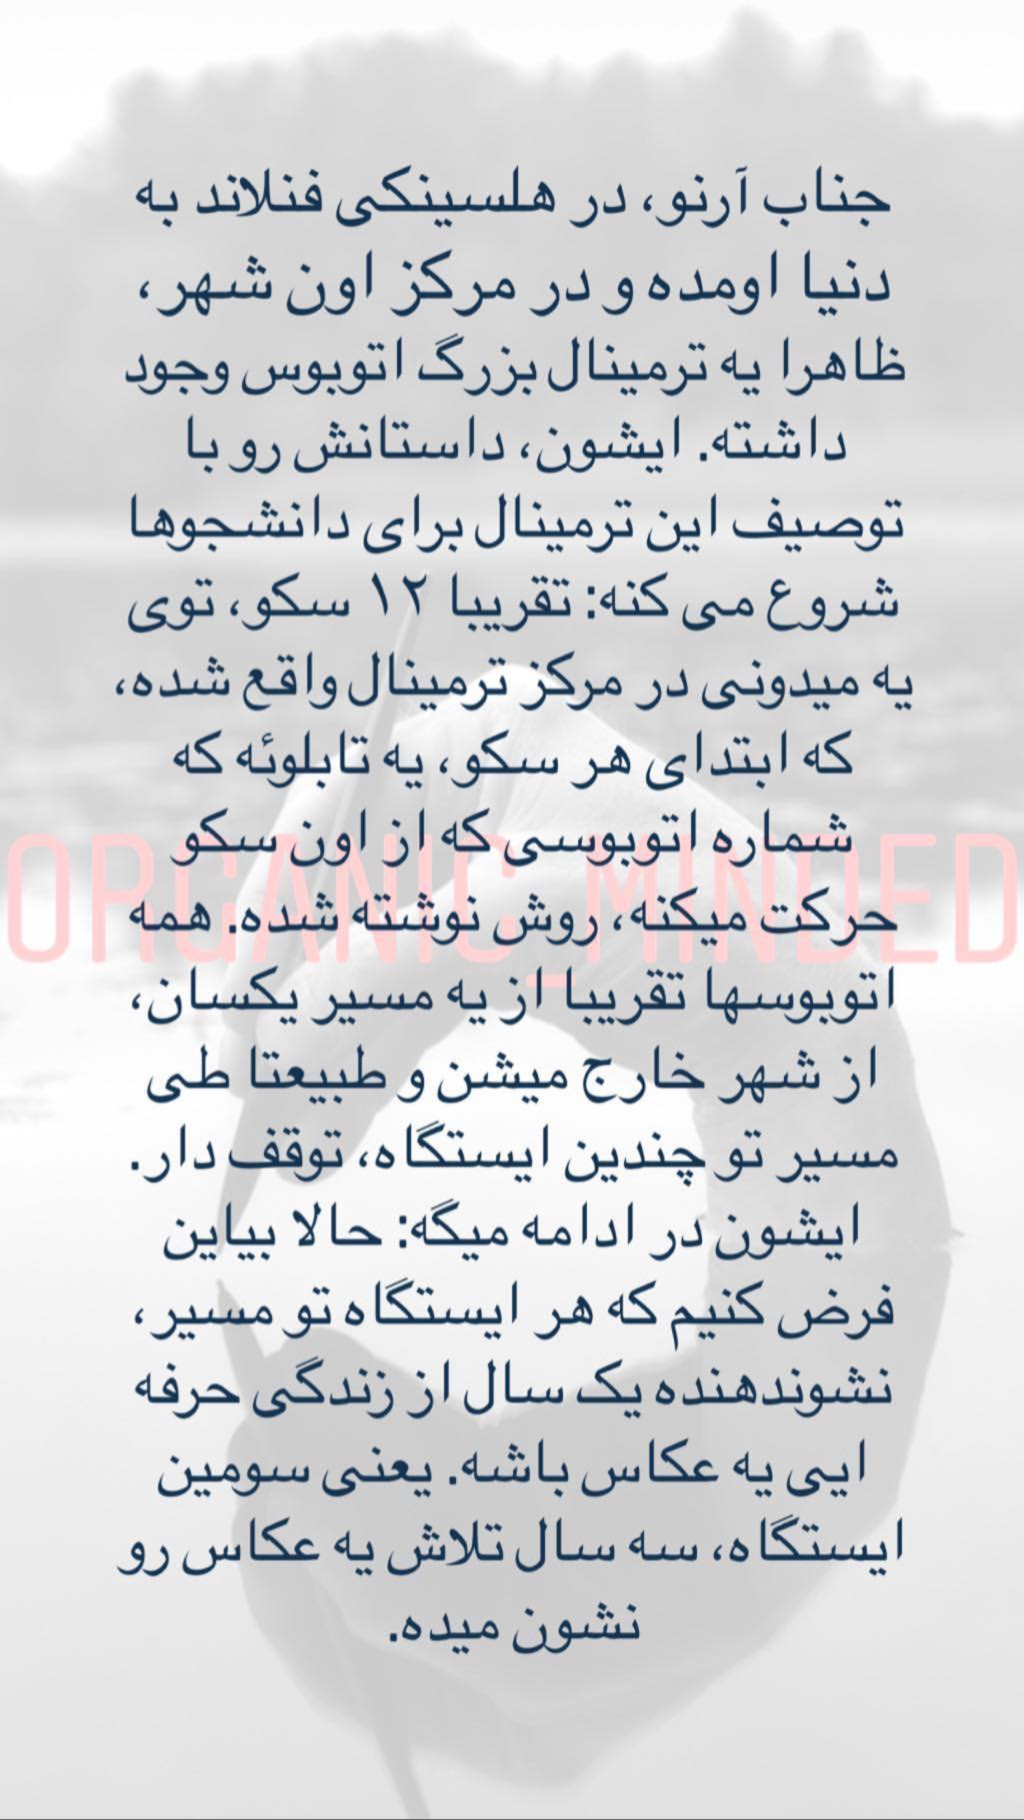 جناب آرنو، در هلسینکی فنلاند به
دنیا اومده و در مرکز اون شهر،
ظاهرا یه ترمینال بزرگ اتوبوس وجود
داشته. ایشون، داستانش رو با
توصیف این ترمینال برای دانشجوها
شروع می کنه: تقریبا ۱۲ سکو، توی
یه میدونی در مرکز ترمینال واقع شده،
که ابتدای هر سکو، یه تابلوئه که
شماره اتوبوسی که از اون سکو
ORGANIC_MINDED
حرکت میکنه، روش نوشته شده. همه
اتوبوسها تقریبا از یه مسیر یکسان،
از شهر خارج میشن و طبیعتا طی
مسیر تو چندین ایستگاه، توقف دار.
ایشون در ادامه میگه: حالا بیاین
فرض کنیم که هر ایستگاه تو مسیر،
نشوندهنده یک سال از زندگی حرفه
ایی یه عکاس باشه. یعنی سومین
ایستگاه، سه سال تلاش یه عکاس رو
نشون میده.